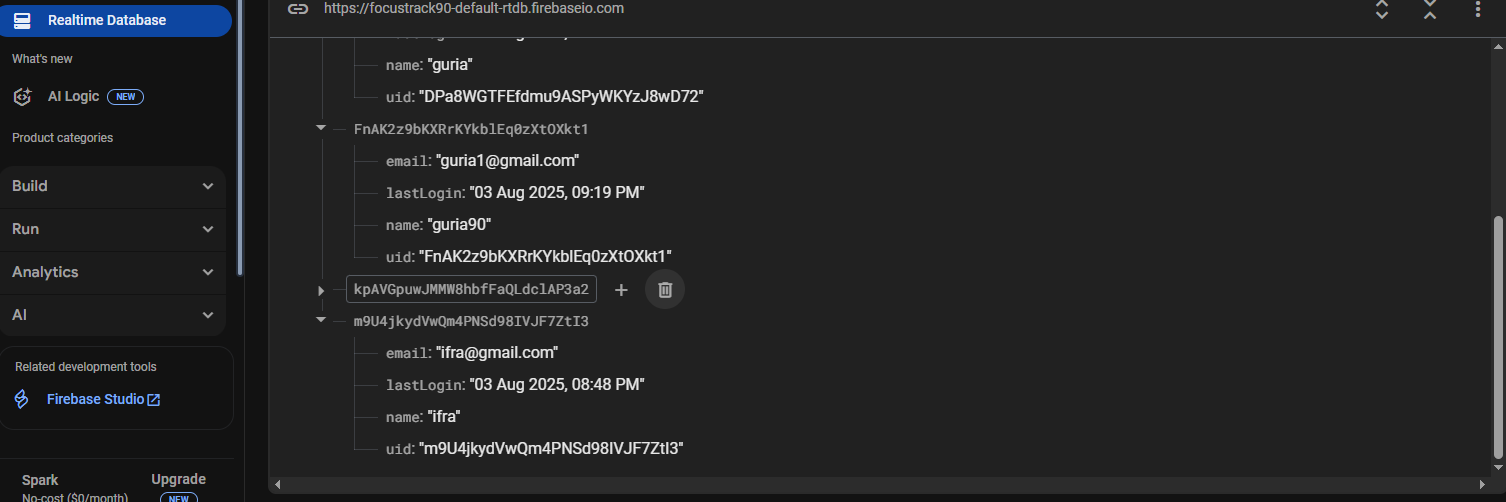 Realtime Database
What's new
AI Logic NEW
Product categories
Build
Run
Analytics
AI
Related development tools
Firebase Studio
Spark
No-cost ($0/month)
Upgrade
NEW
https://focustrack90-default-rtdb.firebaseio.com
name: "guria"
uid: "DPa8WGTFEfdmu9ASPyWKYzJ8wD72"
FnAK2z9bKXRrKYkblEq0zXtOXkt1
email: "guria1@gmail.com"
lastLogin: "03 Aug 2025, 09:19 PM"
name: "guria90"
uid: "FnAK2z9bKXRrKYkblEq0zXtOXkt1"
kpAVGpuwJMMW8hbfFaQLdclAP3a2
m9U4jkydVwQm4PNSd98IVJF7ZtI3
email: "ifra@gmail.com"
lastLogin: "03 Aug 2025, 08:48 PM"
name: "ifra"
uid: "m9U4jkydVwQm4PNSd98IVJF7ZtI3"